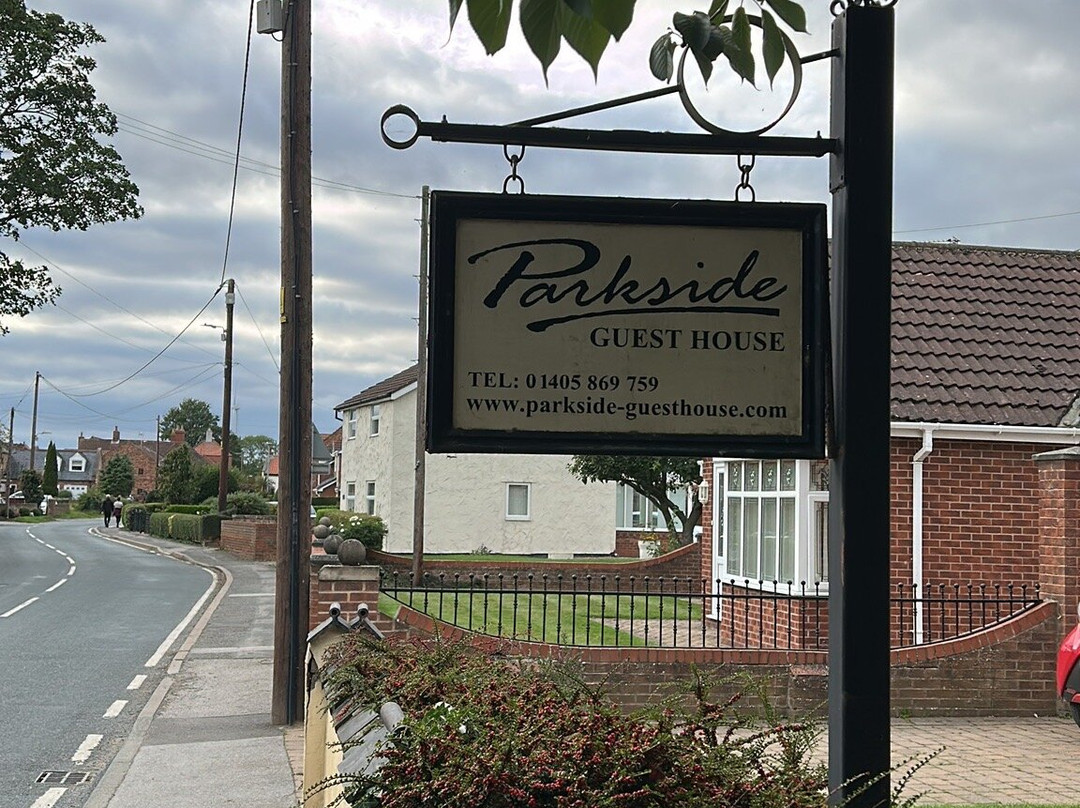 Parkside
GUEST HOUSE
TEL: 01405 869 759
www.parkside-guesthouse.com